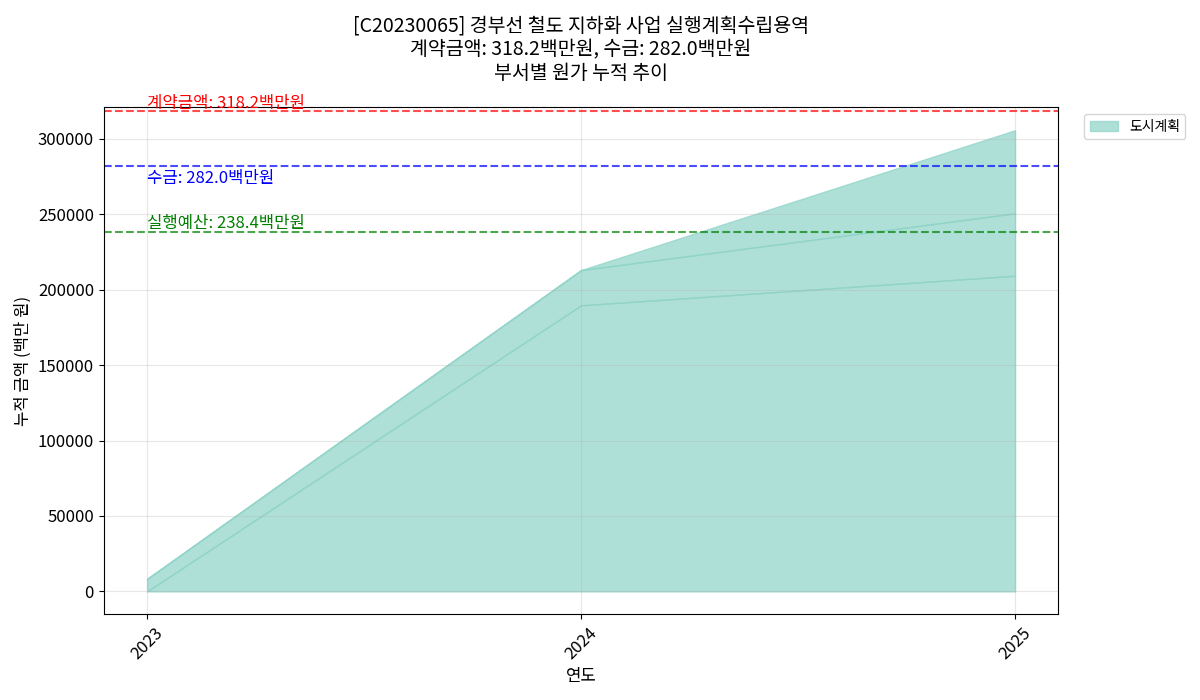 [C20230065] 경부선 철도 지하화 사업 실행계획수립용역
계약금액: 318.2백만원, 수금: 282.0백만원
부서별 원가 누적 추이
계약금액: 318.2백만원
수금: 282.0백만원
실행예산: 238.4백만원
도시계획
누적 금액 (백만 원)
300000
250000
200000
150000
100000
50000
0
2023
2024
2025
연도